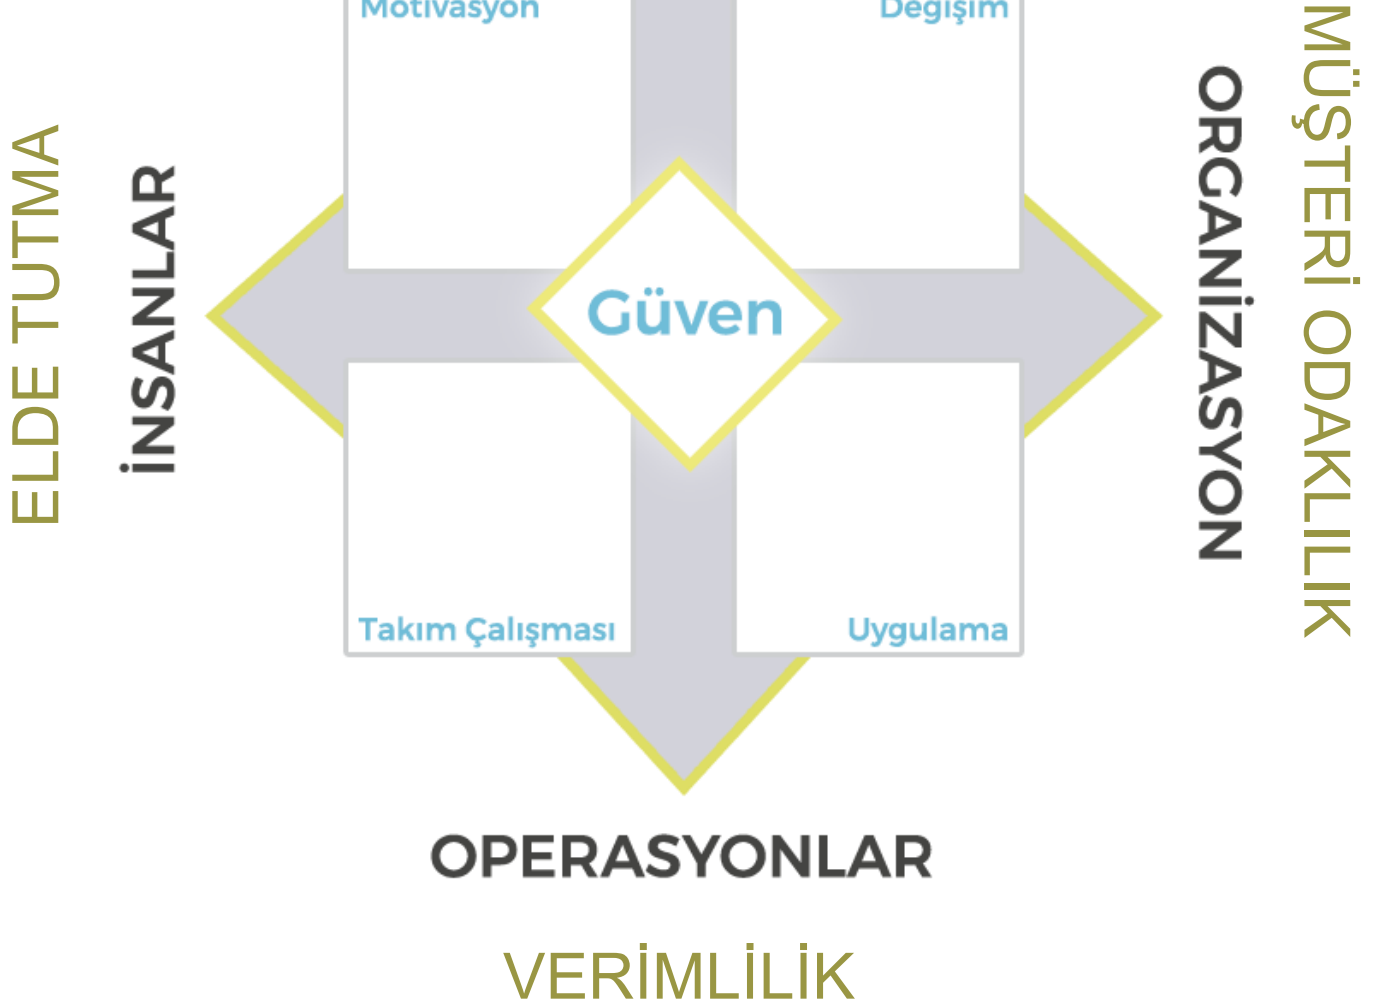 Motivasyon
Değişim
ELDE TUTMA
İNSANLAR
Güven
ORGANİZASYON
MÜŞTERİ ODAKLILIK
Takım Çalışması
Uygulama
OPERASYONLAR
VERİMLİLİK